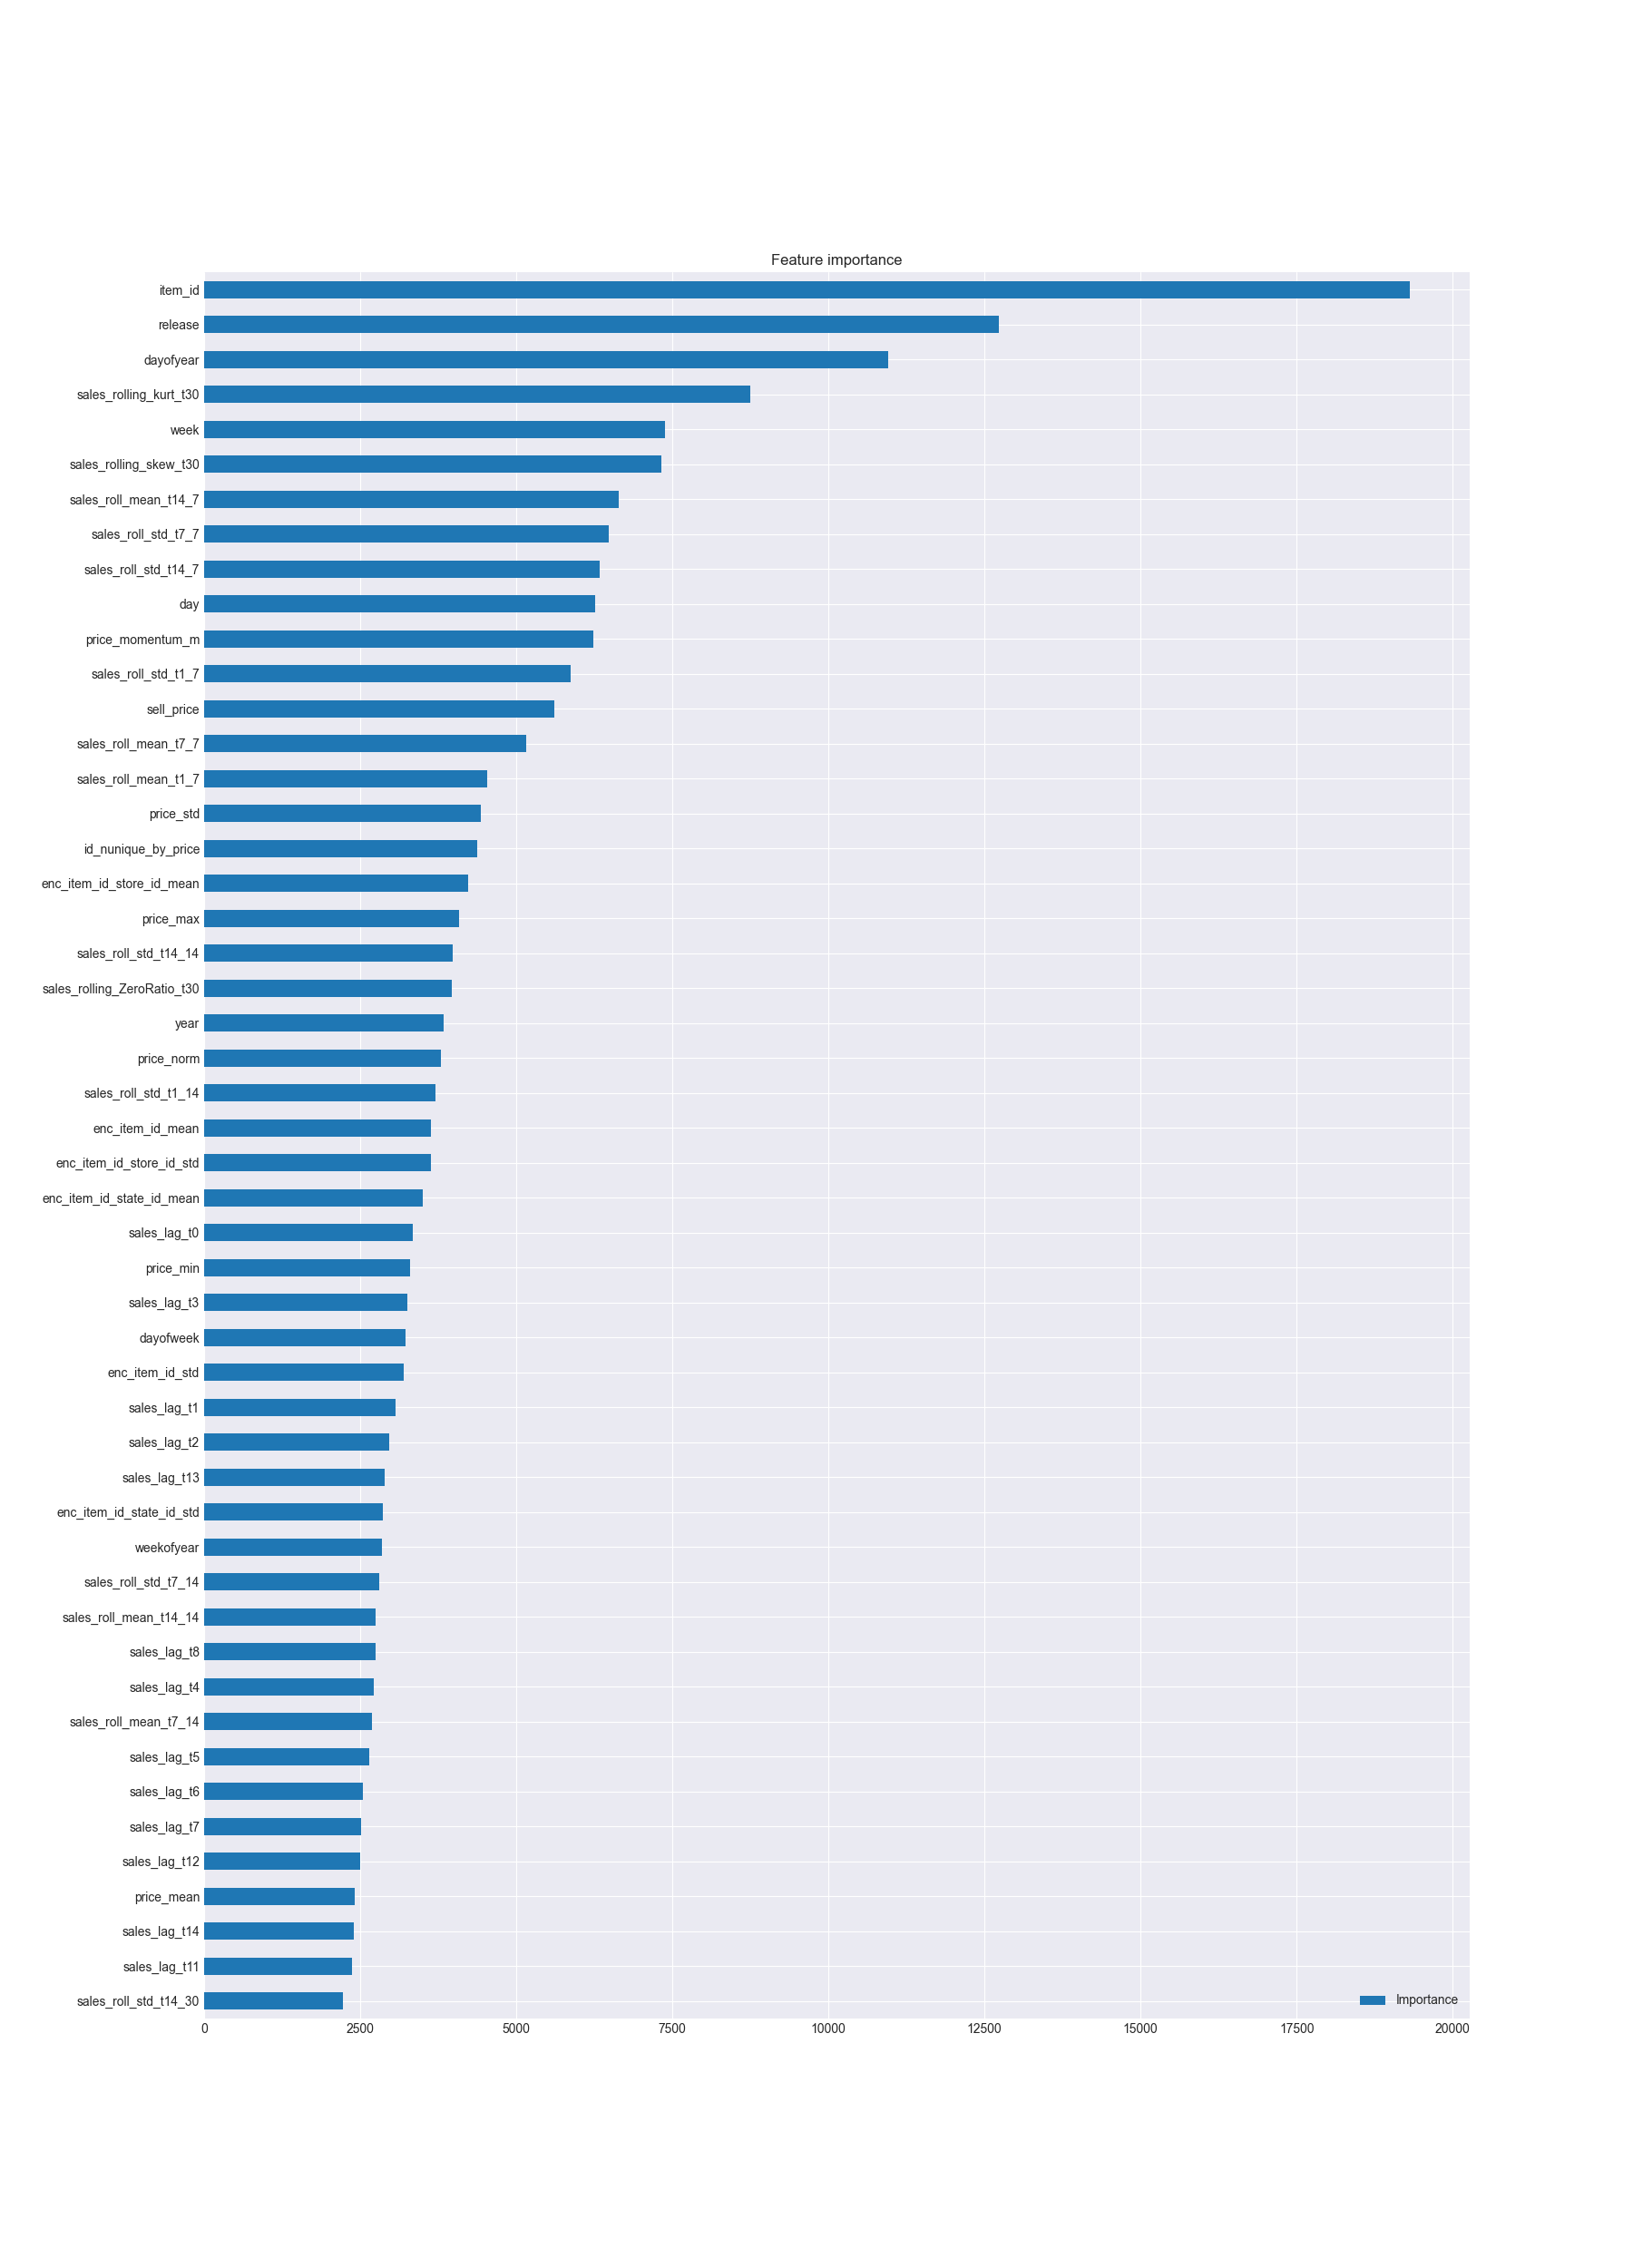 Feature importance
item_id
release
dayofyear
sales_rolling_kurt_t30
week
sales_rolling_skew_t30
sales_roll_mean_t14_7
sales_roll_std_t7_7
sales_roll_std_t14_7
day
price_momentum_m
sales_roll_std_t1_7
sell_price
sales_roll_mean_t7_7
sales_roll_mean_t1_7
price_std
id_nunique_by_price
enc_item_id_store_id_mean
price_max
sales_roll_std_t14_14
sales_rolling_ZeroRatio_t30
year
price_norm
sales_roll_std_t1_14
enc_item_id_mean
enc_item_id_store_id_std
enc_item_id_state_id_mean
sales_lag_t0
price_min
sales_lag_t3
dayofweek
enc_item_id_std
sales_lag_t1
sales_lag_t2
sales_lag_t13
enc_item_id_state_id_std
weekofyear
sales_roll_std_t7_14
sales_roll_mean_t14_14
sales_lag_t8
sales_lag_t4
sales_roll_mean_t7_14
sales_lag_t5
sales_lag_t6
sales_lag_t7
sales_lag_t12
price_mean
sales_lag_t14
sales_lag_t11
sales_roll_std_t14_30
Importance
0 2500 5000 7500 10000 12500 15000 17500 20000